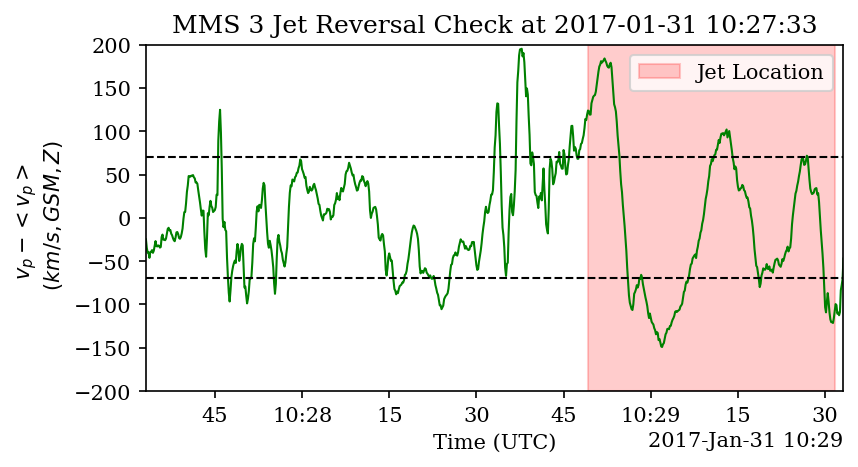 MMS 3 Jet Reversal Check at 2017-01-31 10:27:33
200
150
100
50
0
−50
−100
−150
−200
v_p − <v_p>
(km/s, GSM, Z)
Jet Location
45 10:28 15 30 45 10:29 15 30
Time (UTC)
2017-Jan-31 10:29